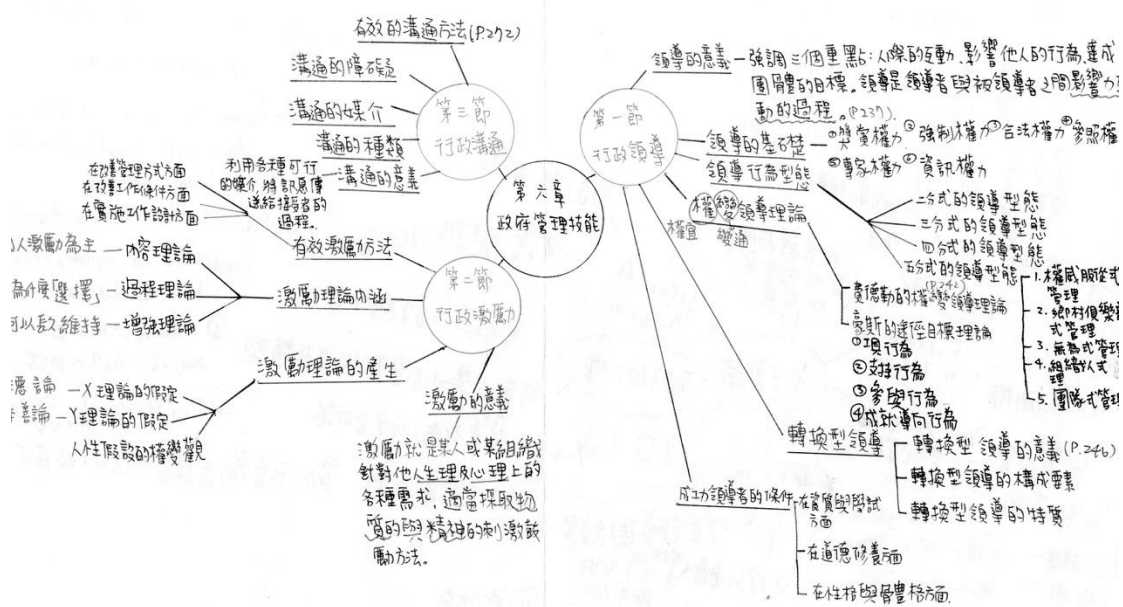 第六章
政府管理技能
第一節
行政領導
領導的意義—強調三個重點:人際的互動、影響他人的行為、達成
團體的目標。領導是領導者與被領導者之間影響力
動的過程。(P.237).
領導的基礎 ①獎賞權力 ② 強制權力 ③ 合法權力 ④ 參照權
⑤專家權力 ⑥ 資訊權力
領導行為型態
二分式的領導型態
三分式的領導型態
四分式的領導型態
五分式的領導型態
(P.242)
1. 權威服從式
管理
2. 鄉村俱樂部
式管理
3. 無為式管理
4. 組織人式
理
5. 團隊式管理
權變領導理論
權宜 變通
費德勒的權變領導理論
豪斯的途徑目標理論
①項行為
②支持行為
③參與行為
④成就導向行為
轉換型領導
轉換型領導的意義(P.246)
轉換型領導的構成要素
轉換型領導的特質
成功領導者的條件
在資質與學識
方面
在道德修養方面
在性格與骨體格方面.
第二節
行政激勵
激勵的意義
激勵就是某人或某組織
針對他人生理及心理上的
各種需求,適當採取物
質的與精神的刺激鼓
勵方法.
激勵理論的產生
惡論—X理論的假定
善論—Y理論的假定
人性假設的權變觀
激勵理論內涵
以激勵為主—內容理論
為什麼「選擇」—過程理論
何以致維持—增強理論
有效激勵方法
在改善管理方式方面
在改善工作條件方面
在實施工作設計方面
第三節
行政溝通
溝通的意義
利用各種可行
的媒介,將訊息傳
送給接受者的
過程.
溝通的種類
溝通的媒介
溝通的障礙
有效的溝通方法(P.272)